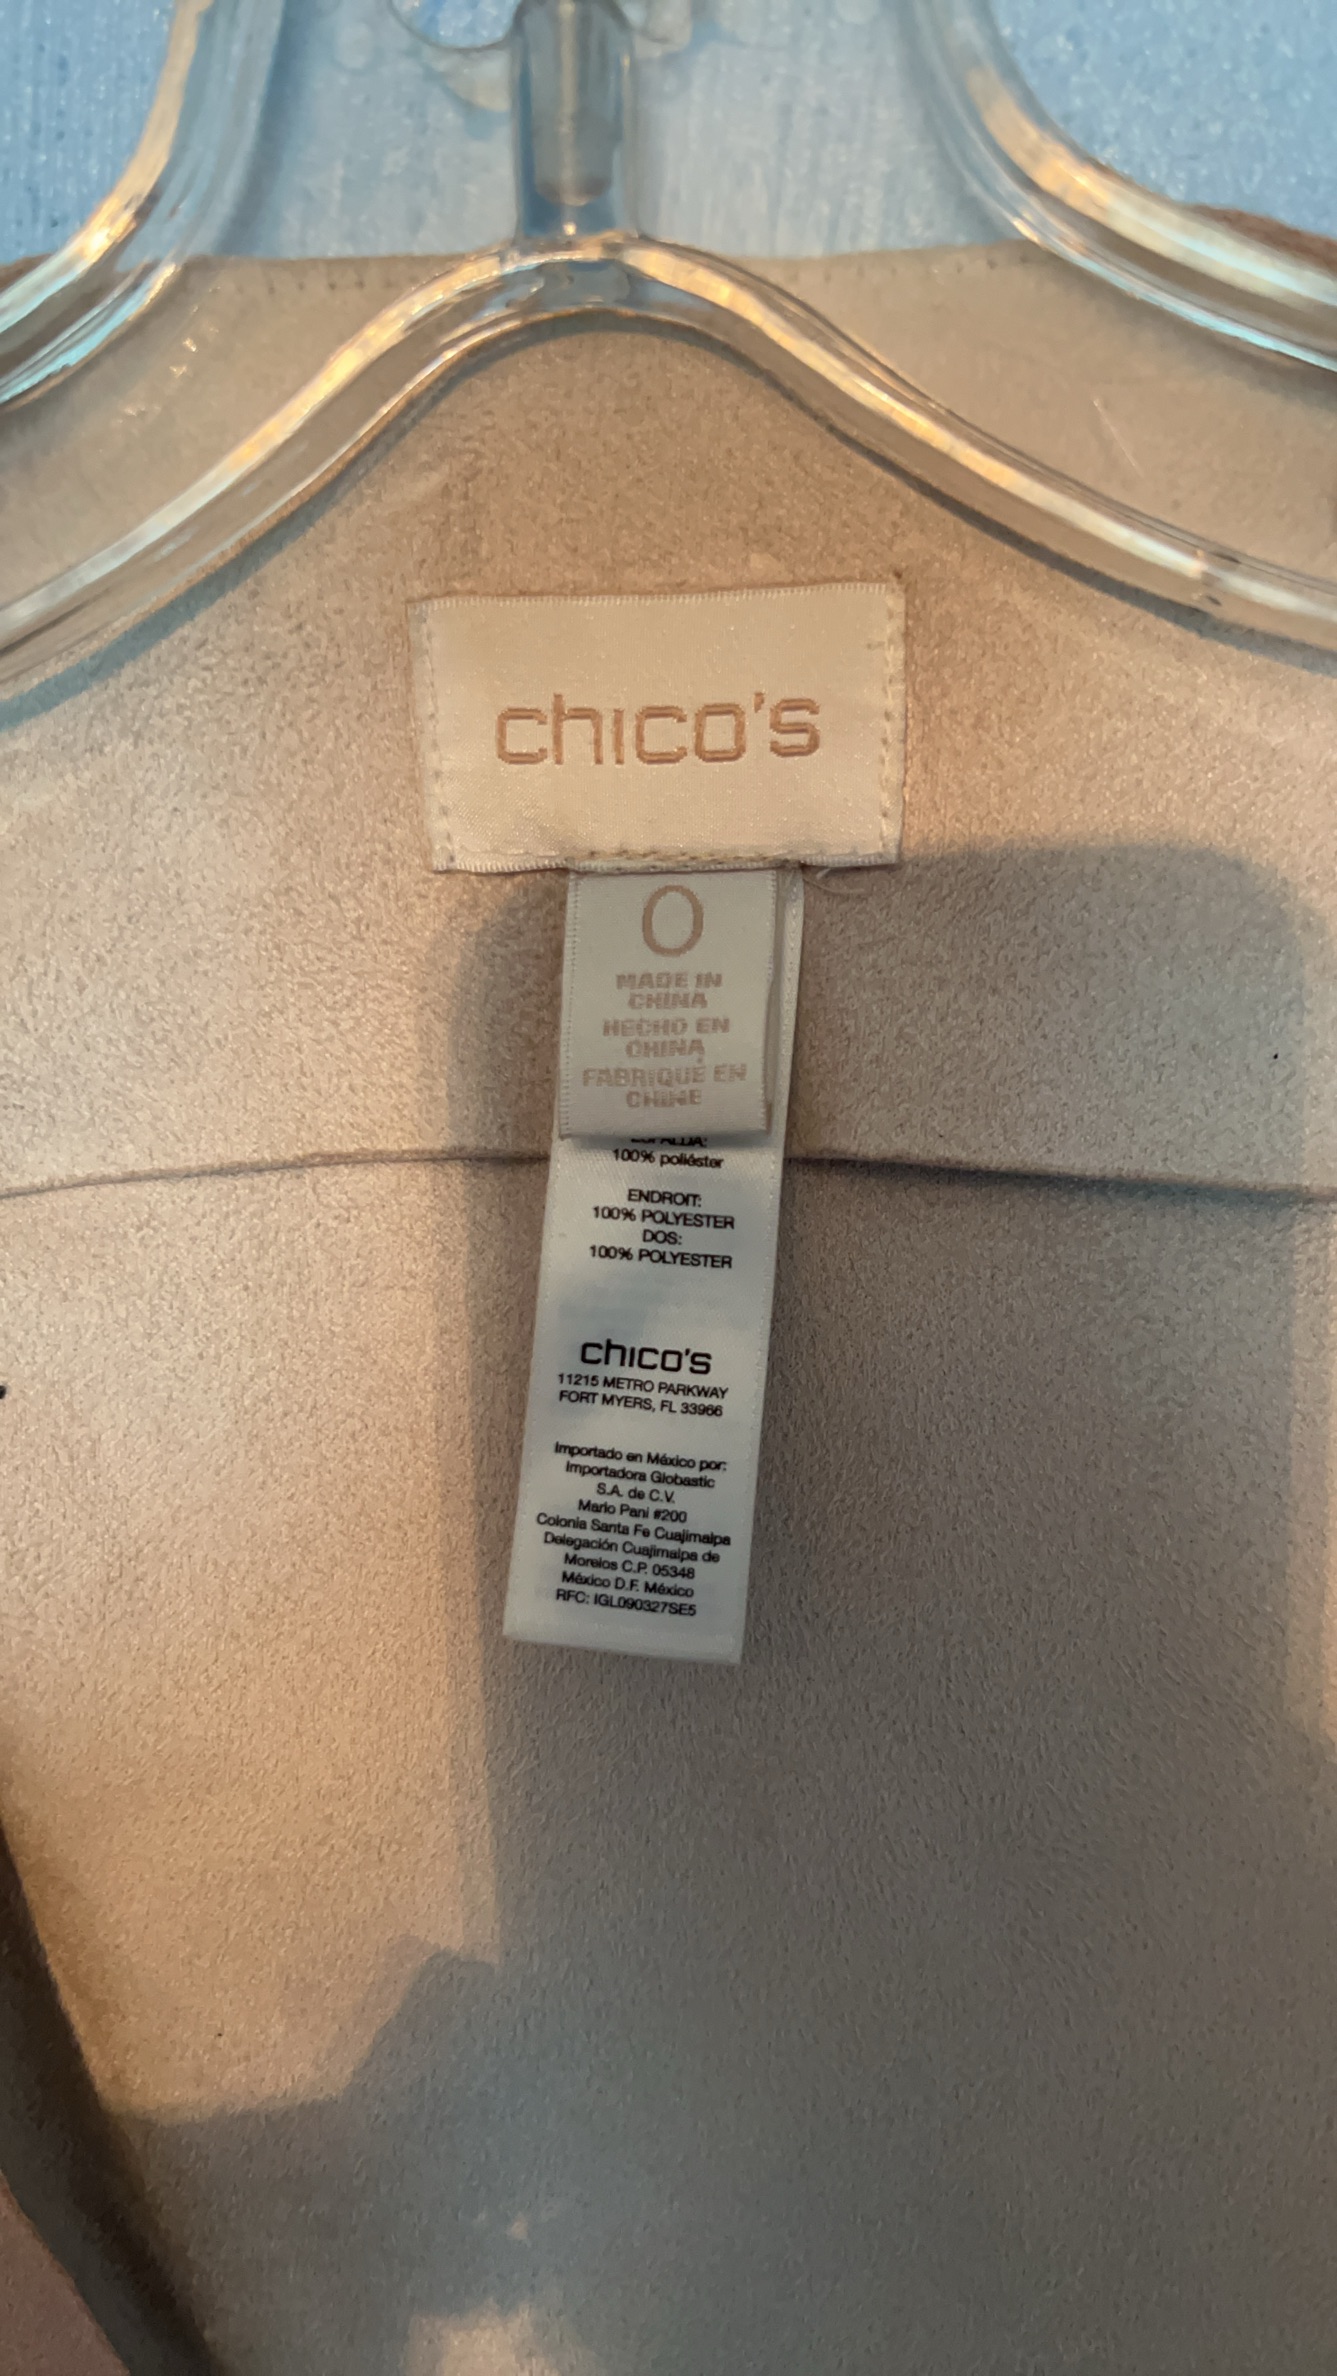 chico's
0
MADE IN
CHINA
HECHO EN
CHINA
FABRIQUÉ EN
CHINE
ESPALDA:
100% poliéster
ENDROIT:
100% POLYESTER
DOS:
100% POLYESTER
chico's
11215 METRO PARKWAY
FORT MYERS, FL 33966
Importado en México por:
Importadora Globastic
S.A. de C.V.
Mario Pani #200
Colonia Santa Fe Cuajimalpa
Delegación Cuajimalpa de
Morelos C.P. 05348
México D.F. México
RFC: IGL090327SE5